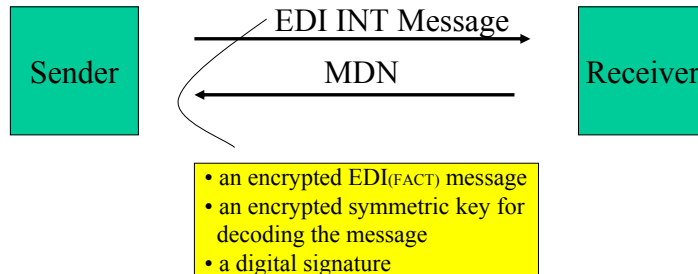 EDI INT Message
Sender
MDN
Receiver
• an encrypted EDI(FACT) message
• an encrypted symmetric key for
decoding the message
• a digital signature